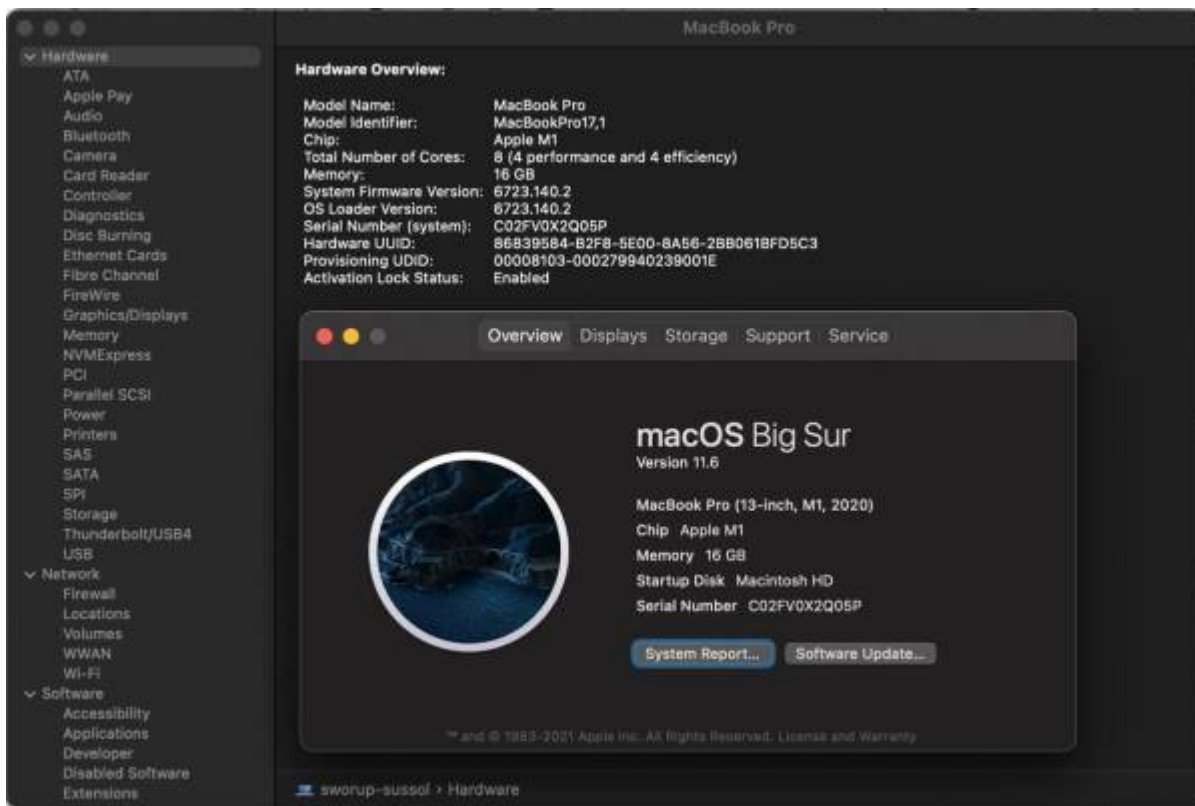 MacBook Pro
Hardware
ATA
Apple Pay
Audio
Bluetooth
Camera
Card Reader
Controller
Diagnostics
Disc Burning
Ethernet Cards
Fibre Channel
FireWire
Graphics/Displays
Memory
NVMExpress
PCI
Parallel SCSI
Power
Printers
SAS
SATA
SPI
Storage
Thunderbolt/USB4
USB
Network
Firewall
Locations
Volumes
WWAN
Wi-Fi
Software
Accessibility
Applications
Developer
Disabled Software
Extensions
Hardware Overview:
Model Name: MacBook Pro
Model Identifier: MacBookPro17,1
Chip: Apple M1
Total Number of Cores: 8 (4 performance and 4 efficiency)
Memory: 16 GB
System Firmware Version: 6723.140.2
OS Loader Version: 6723.140.2
Serial Number (system): C02FV0X2Q05P
Hardware UUID: 86839584-B2F8-5E00-8A56-2BB061BFD5C3
Provisioning UDID: 00008103-000279940239001E
Activation Lock Status: Enabled
Overview Displays Storage Support Service
macOS Big Sur
Version 11.6
MacBook Pro (13-inch, M1, 2020)
Chip Apple M1
Memory 16 GB
Startup Disk Macintosh HD
Serial Number C02FV0X2Q05P
System Report... Software Update...
™ and © 1983-2021 Apple Inc. All Rights Reserved. License and Warranty
sworup-sussol › Hardware